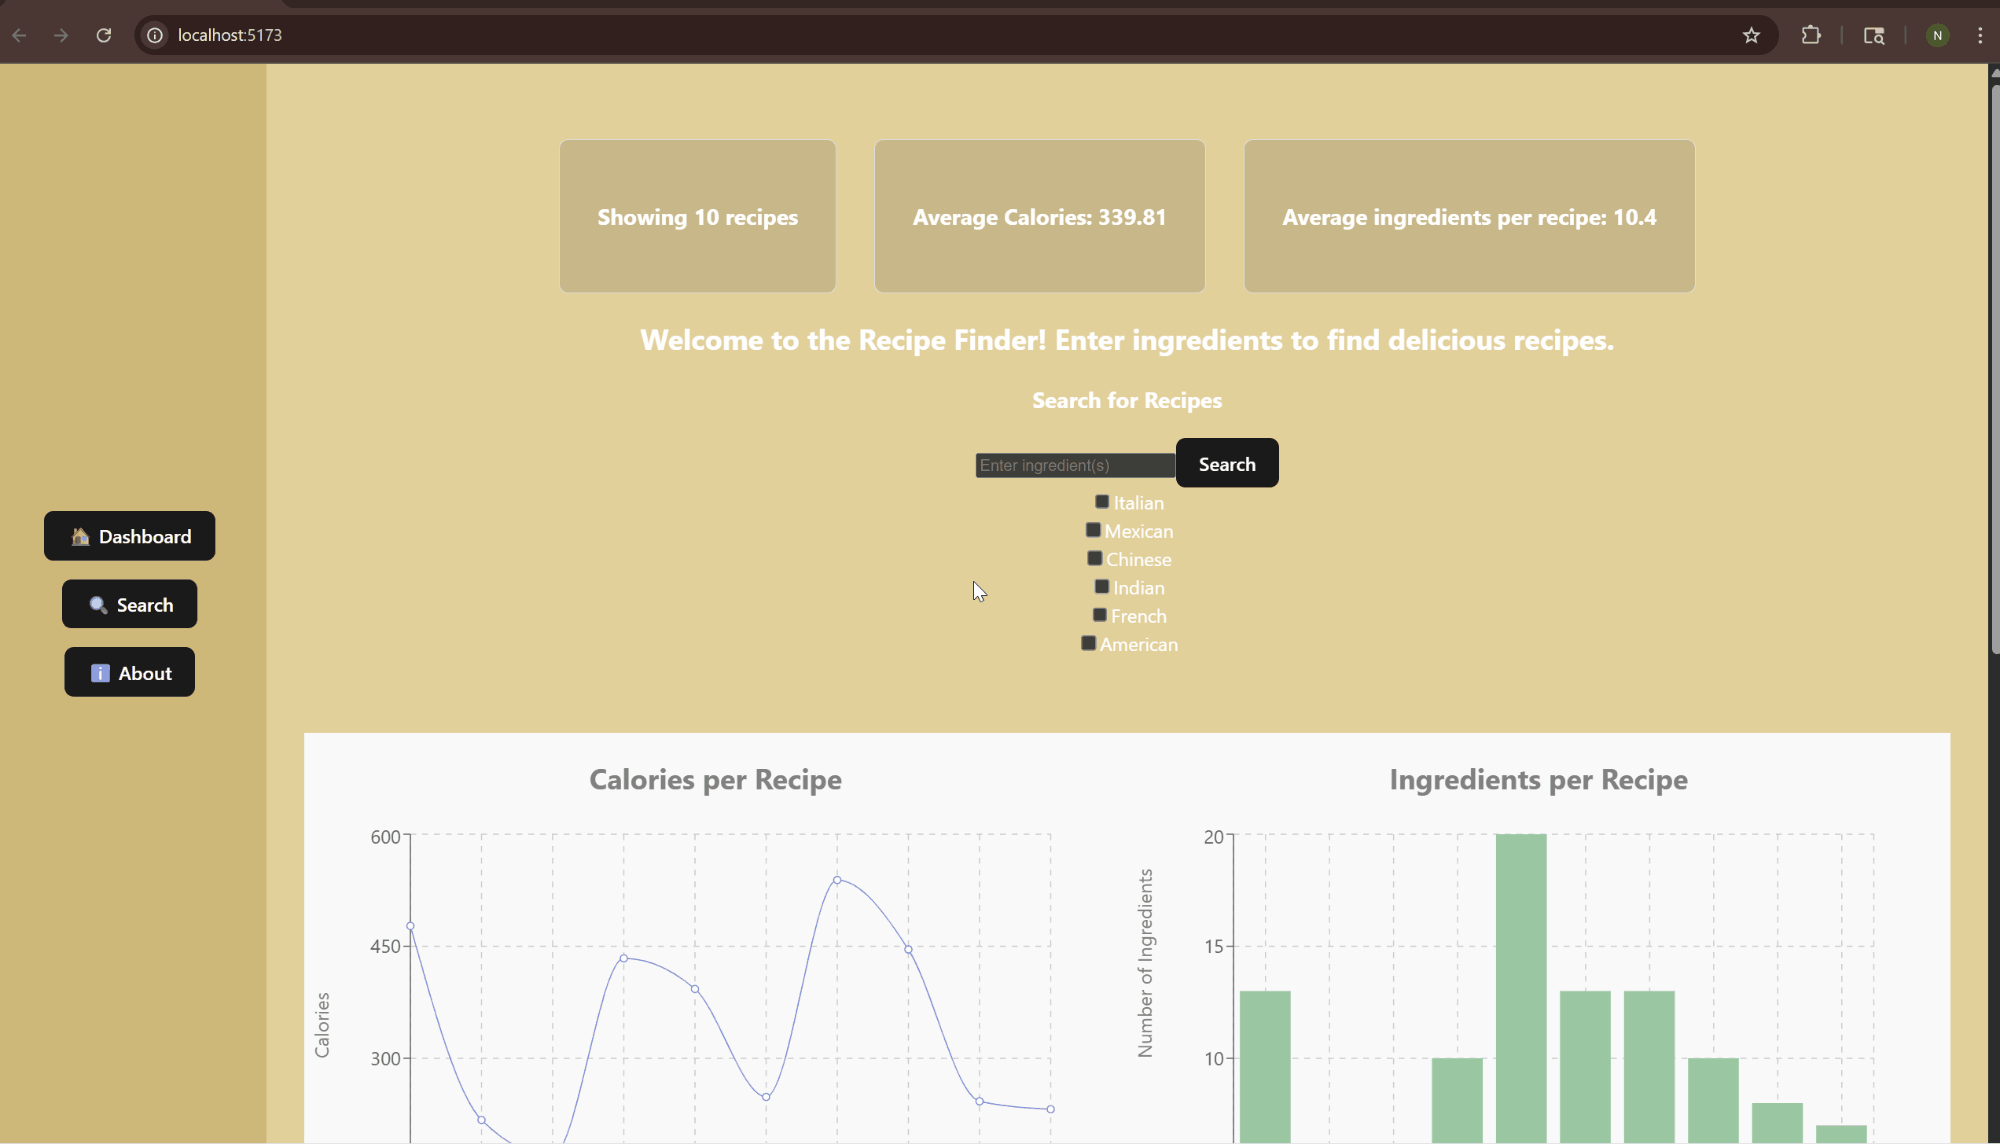 localhost:5173
N
Showing 10 recipes
Average Calories: 339.81
Average ingredients per recipe: 10.4
Welcome to the Recipe Finder! Enter ingredients to find delicious recipes.
Search for Recipes
Enter ingredient(s)
Search
Italian
Mexican
Chinese
Indian
French
American
🏠 Dashboard
🔍 Search
ℹ️ About
Calories per Recipe
600
450
300
Calories
Ingredients per Recipe
20
15
10
Number of Ingredients